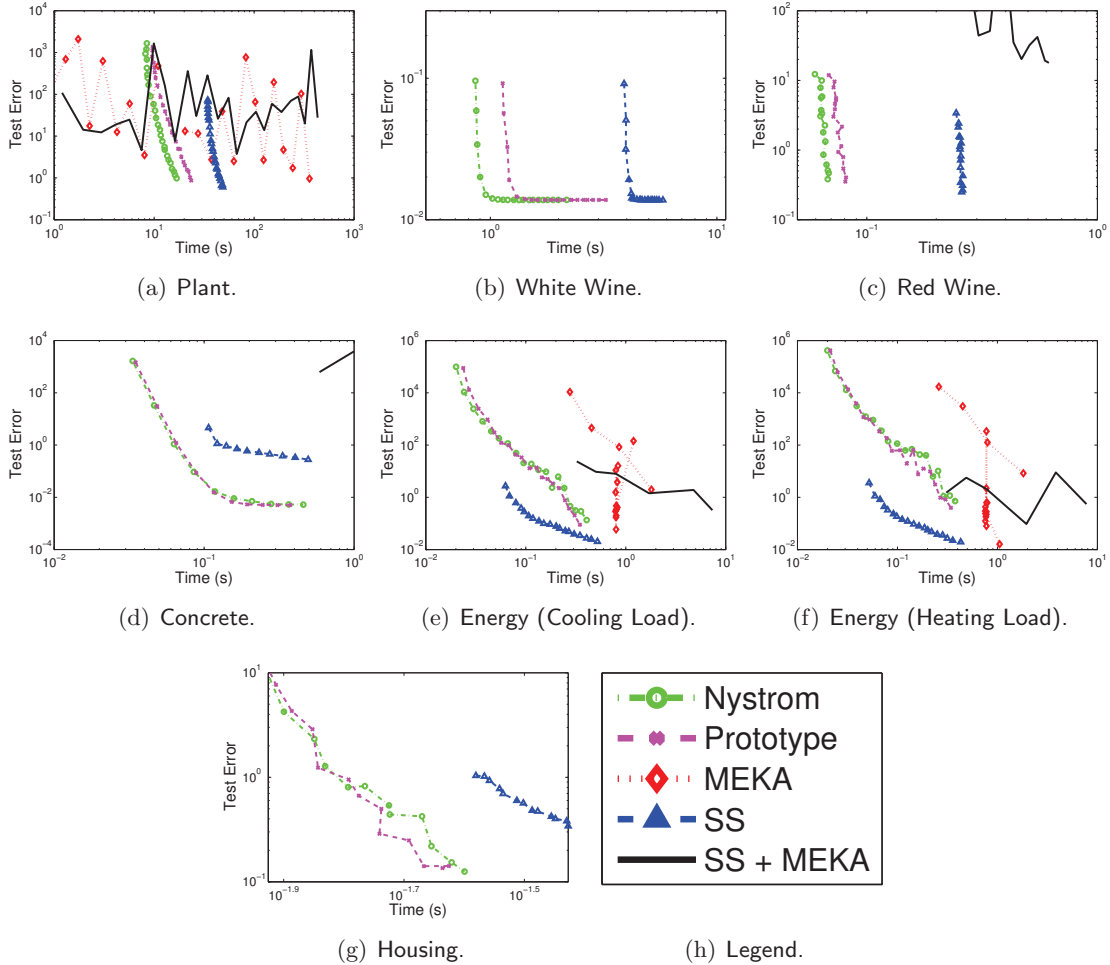 10^4
10^3
10^2
10^1
10^0
10^-1
Test Error
10^0
10^1
10^2
10^3
Time (s)
(a) Plant.
10^-1
10^-2
Test Error
10^0
10^1
Time (s)
(b) White Wine.
10^2
10^1
10^0
10^-1
Test Error
10^-1
10^0
Time (s)
(c) Red Wine.
10^4
10^2
10^0
10^-2
10^-4
Test Error
10^-2
10^-1
10^0
Time (s)
(d) Concrete.
10^6
10^4
10^2
10^0
10^-2
Test Error
10^-2
10^-1
10^0
10^1
Time (s)
(e) Energy (Cooling Load).
10^6
10^4
10^2
10^0
10^-2
Test Error
10^-2
10^-1
10^0
10^1
Time (s)
(f) Energy (Heating Load).
10^1
10^0
10^-1
Test Error
10^-1.9
10^-1.7
10^-1.5
Time (s)
(g) Housing.
Nystrom
Prototype
MEKA
SS
SS + MEKA
(h) Legend.